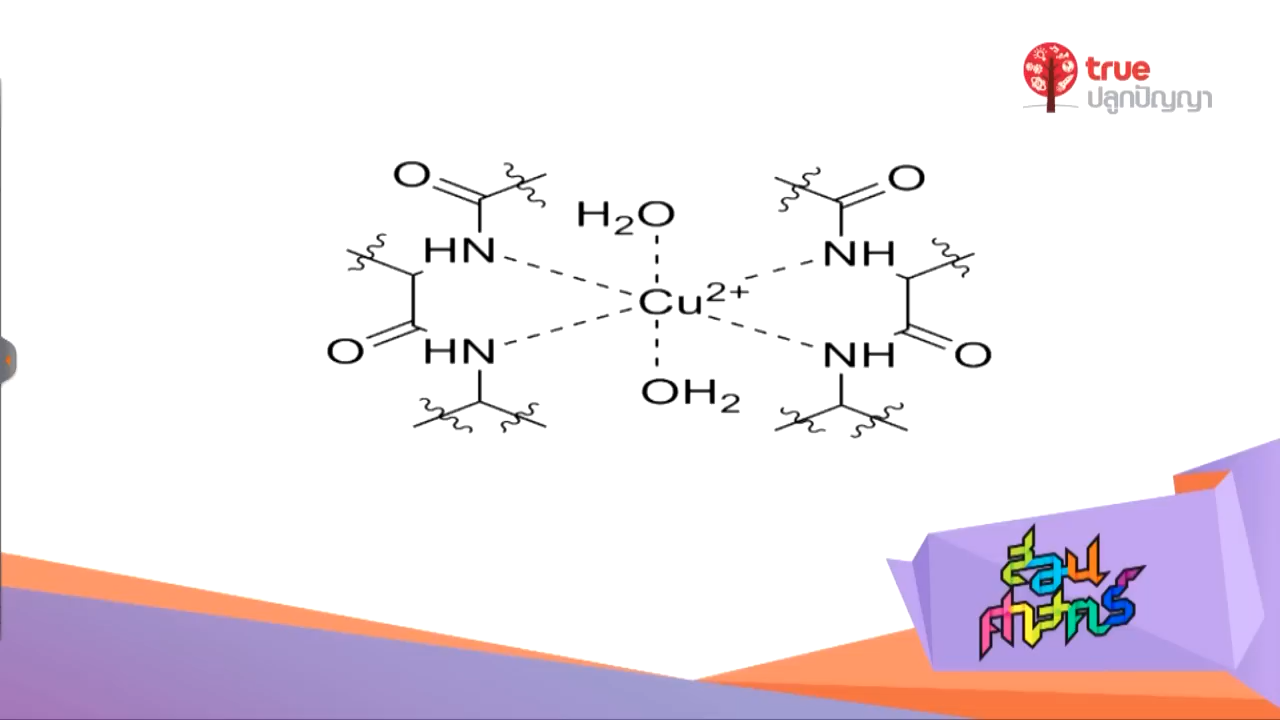 true
ปลูกปัญญา
O
O
H₂O
HN
NH
Cu²⁺
O
HN
NH
O
OH₂
สอน
ศาสตร์